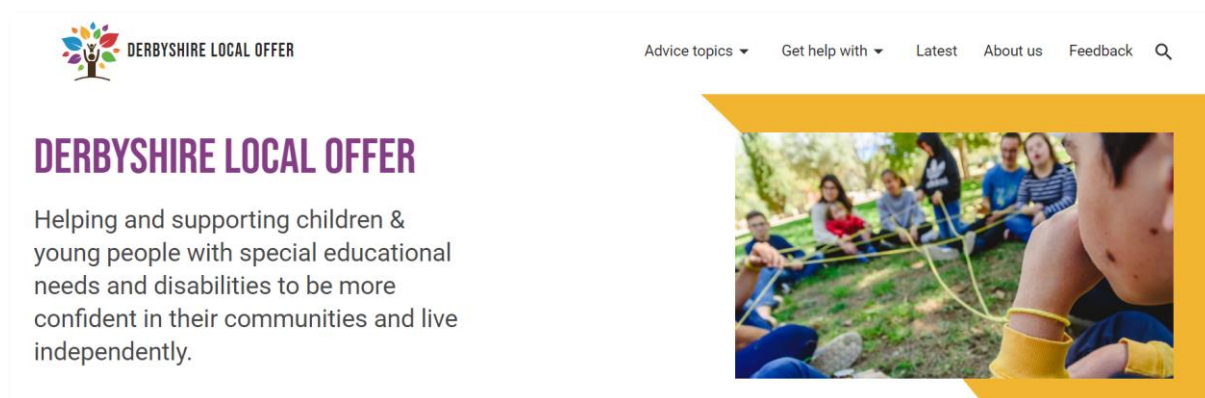 DERBYSHIRE LOCAL OFFER
Advice topics
Get help with
Latest
About us
Feedback
DERBYSHIRE LOCAL OFFER
Helping and supporting children &
young people with special educational
needs and disabilities to be more
confident in their communities and live
independently.